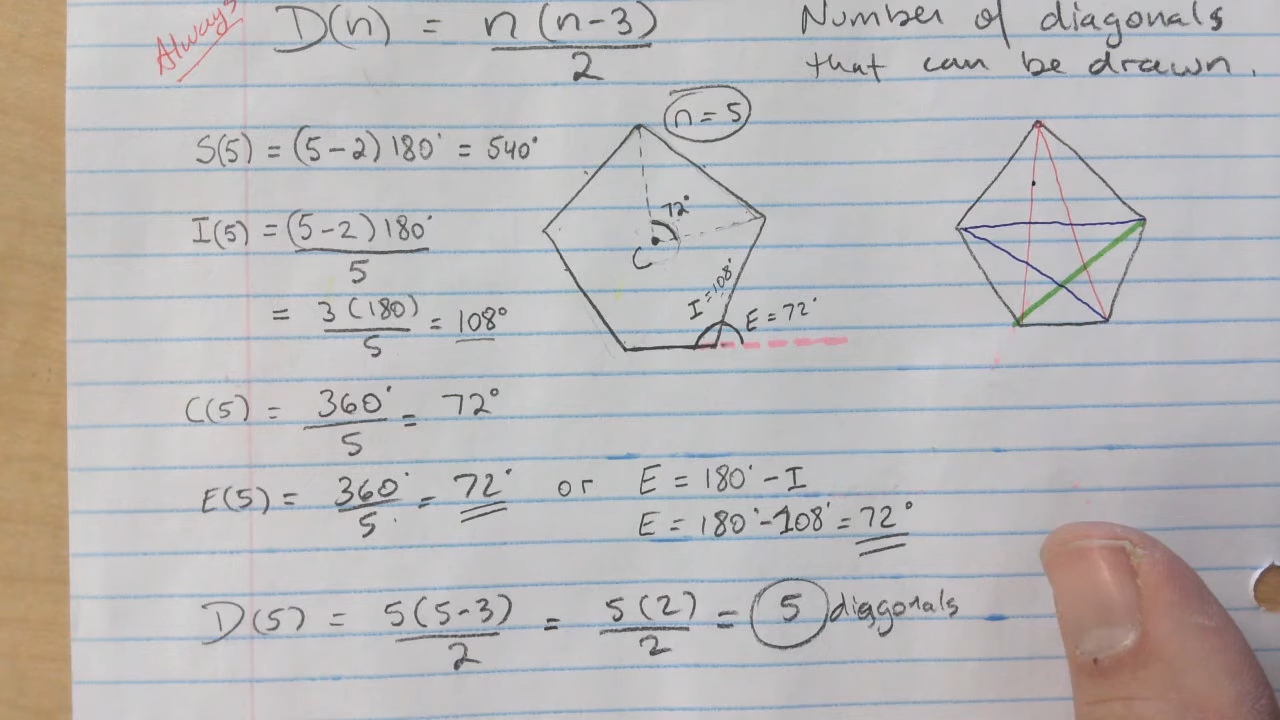 Always
D(n) = n(n-3)/2
Number of diagonals
that can be drawn.
n = 5
S(5) = (5-2)180° = 540°
72°
C
I(5) = (5-2)180°/5
I = 108°
E = 72°
= 3(180)/5 = 108°
C(5) = 360°/5 = 72°
E(5) = 360°/5 = 72° or E = 180° - I
E = 180° - 108° = 72°
D(5) = 5(5-3)/2 = 5(2)/2 = 5 diagonals